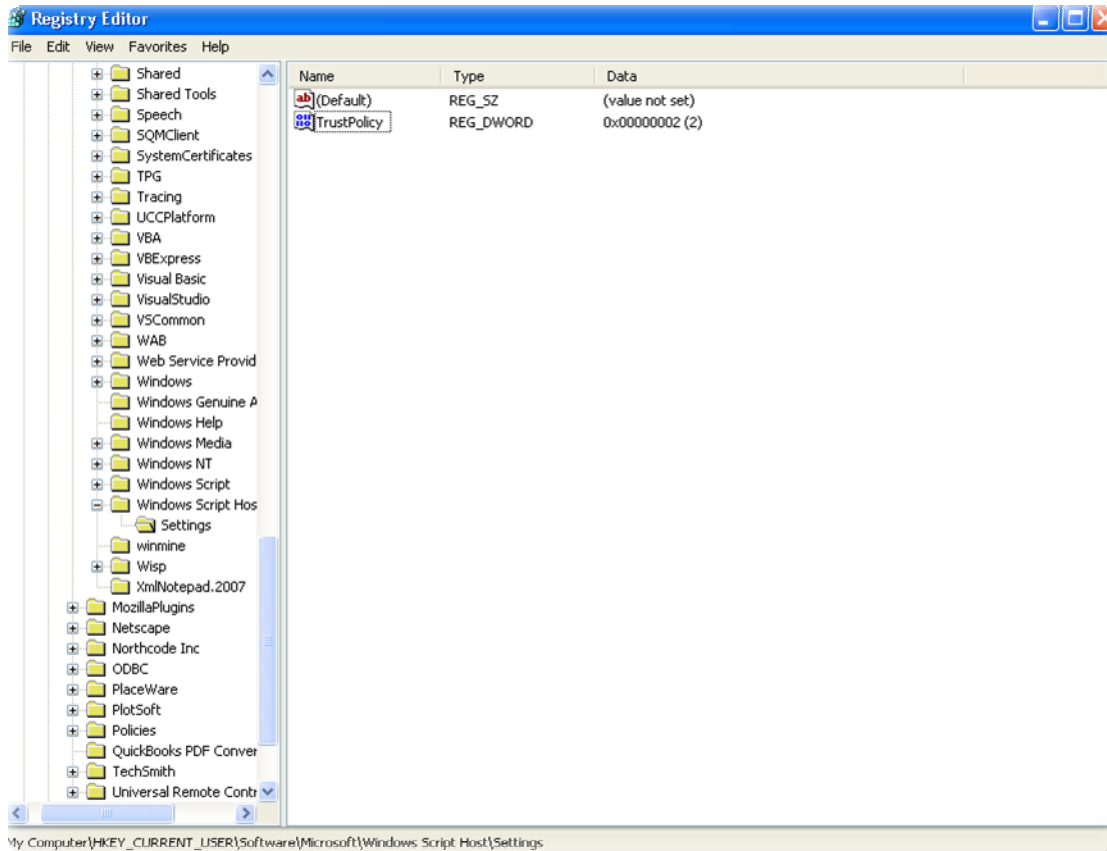 Registry Editor
File Edit View Favorites Help
Shared
Shared Tools
Speech
SQMClient
SystemCertificates
TPG
Tracing
UCCPlatform
VBA
VBExpress
Visual Basic
VisualStudio
VSCommon
WAB
Web Service Provid
Windows
Windows Genuine A
Windows Help
Windows Media
Windows NT
Windows Script
Windows Script Hos
Settings
winmine
Wisp
XmlNotepad.2007
MozillaPlugins
Netscape
Northcode Inc
ODBC
PlaceWare
PlotSoft
Policies
QuickBooks PDF Conver
TechSmith
Universal Remote Contr
Name Type Data
(Default) REG_SZ (value not set)
TrustPolicy REG_DWORD 0x00000002 (2)
My Computer\HKEY_CURRENT_USER\Software\Microsoft\Windows Script Host\Settings